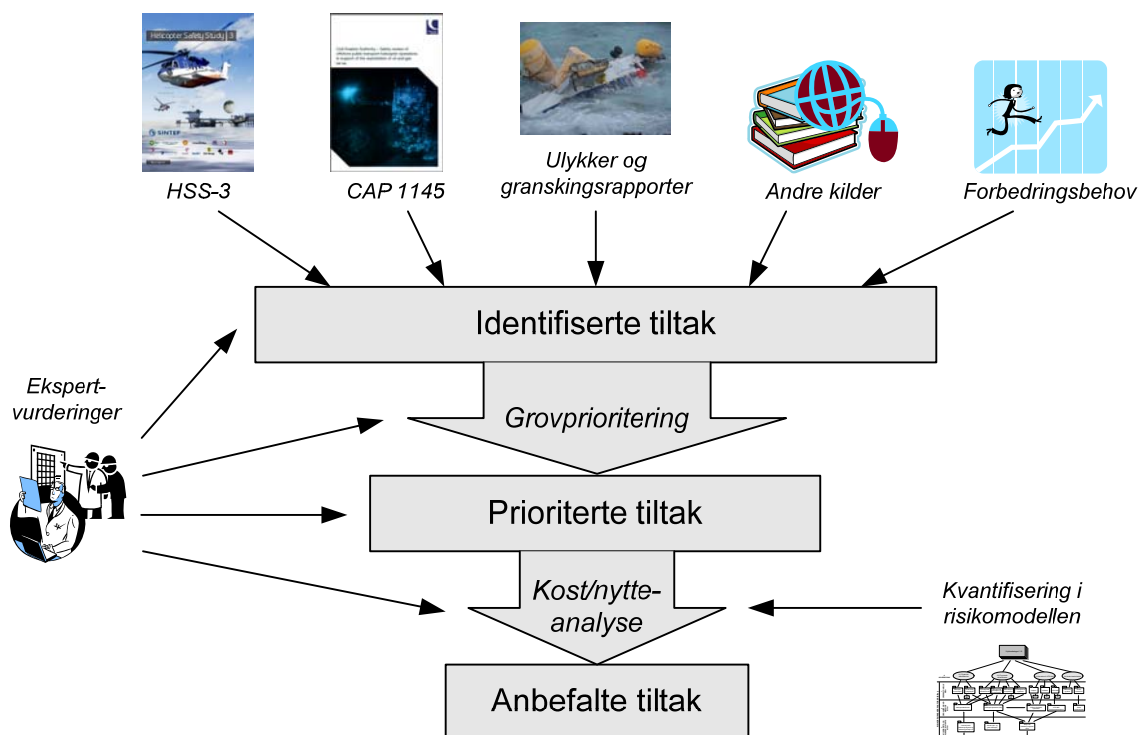 Helicopter Safety Study | 3
SINTEF
HSS-3
CAP 1145
Ulykker og
granskingsrapporter
Andre kilder
Forbedringsbehov
Identifiserte tiltak
Ekspert-
vurderinger
Grovprioritering
Prioriterte tiltak
Kost/nytte-
analyse
Kvantifisering i
risikomodellen
Anbefalte tiltak